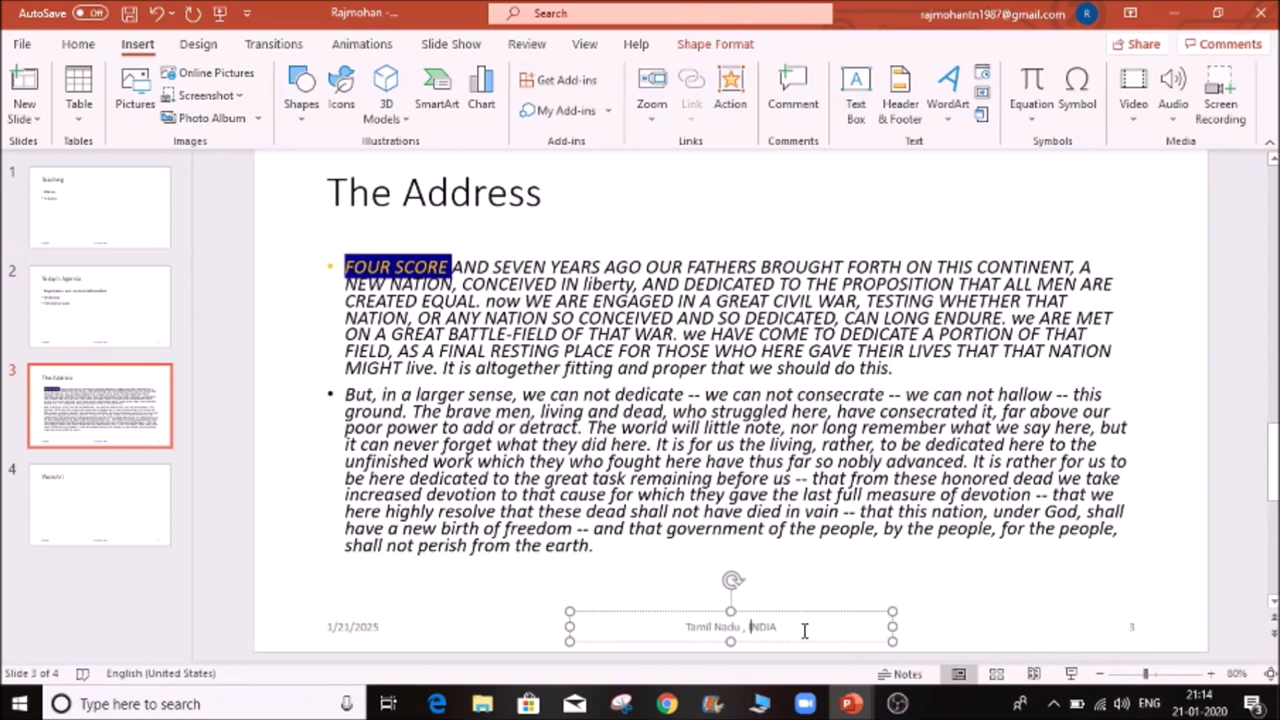 AutoSave Off Rajmohan -... Search rajmohantn1987@gmail.com R
File Home Insert Design Transitions Animations Slide Show Review View Help Shape Format Share Comments
New Slide Table Pictures Online Pictures Screenshot Photo Album Shapes Icons 3D Models SmartArt Chart Get Add-ins My Add-ins Zoom Link Action Comment Text Box Header & Footer WordArt Equation Symbol Video Audio Screen Recording
Slides Tables Images Illustrations Add-ins Links Comments Text Symbols Media
1
Teaching
2
Today's Agenda
3
The Address
4
WordArt
The Address
• FOUR SCORE AND SEVEN YEARS AGO OUR FATHERS BROUGHT FORTH ON THIS CONTINENT, A
NEW NATION, CONCEIVED IN liberty, AND DEDICATED TO THE PROPOSITION THAT ALL MEN ARE
CREATED EQUAL. now WE ARE ENGAGED IN A GREAT CIVIL WAR, TESTING WHETHER THAT
NATION, OR ANY NATION SO CONCEIVED AND SO DEDICATED, CAN LONG ENDURE. we ARE MET
ON A GREAT BATTLE-FIELD OF THAT WAR. we HAVE COME TO DEDICATE A PORTION OF THAT
FIELD, AS A FINAL RESTING PLACE FOR THOSE WHO HERE GAVE THEIR LIVES THAT THAT NATION
MIGHT live. It is altogether fitting and proper that we should do this.
• But, in a larger sense, we can not dedicate -- we can not consecrate -- we can not hallow -- this
ground. The brave men, living and dead, who struggled here, have consecrated it, far above our
poor power to add or detract. The world will little note, nor long remember what we say here, but
it can never forget what they did here. It is for us the living, rather, to be dedicated here to the
unfinished work which they who fought here have thus far so nobly advanced. It is rather for us to
be here dedicated to the great task remaining before us -- that from these honored dead we take
increased devotion to that cause for which they gave the last full measure of devotion -- that we
here highly resolve that these dead shall not have died in vain -- that this nation, under God, shall
have a new birth of freedom -- and that government of the people, by the people, for the people,
shall not perish from the earth.
1/21/2025 Tamil Nadu , INDIA 3
Slide 3 of 4 English (United States) Notes 80%
Type here to search ENG 21:14
21-01-2020 3